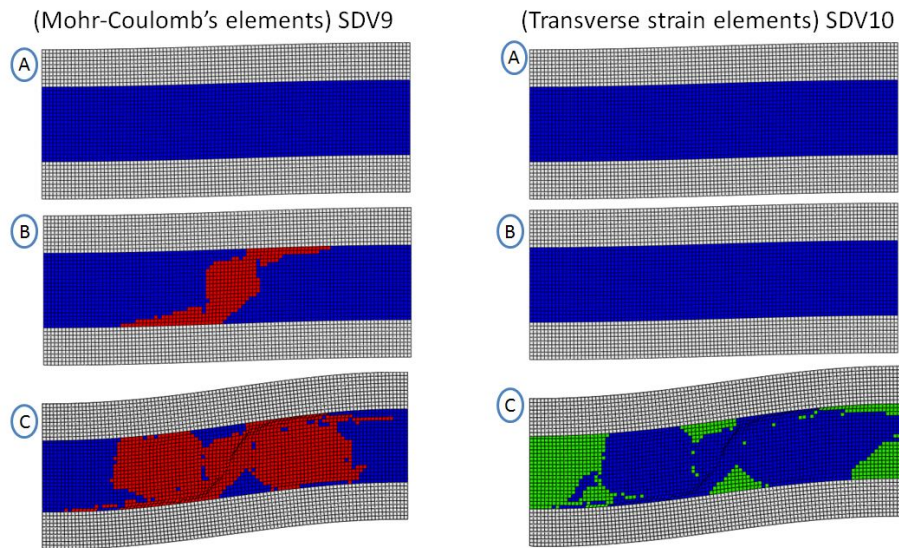 (Mohr-Coulomb’s elements) SDV9
(Transverse strain elements) SDV10
A
A
B
B
C
C